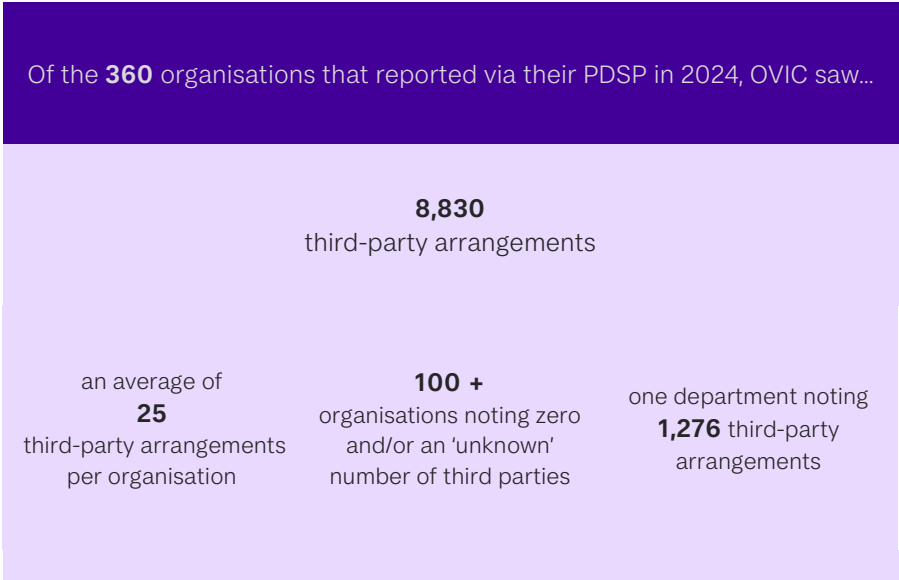 Of the 360 organisations that reported via their PDSP in 2024, OVIC saw...
8,830
third-party arrangements
an average of
25
third-party arrangements
per organisation
100 +
organisations noting zero
and/or an ‘unknown’
number of third parties
one department noting
1,276 third-party
arrangements